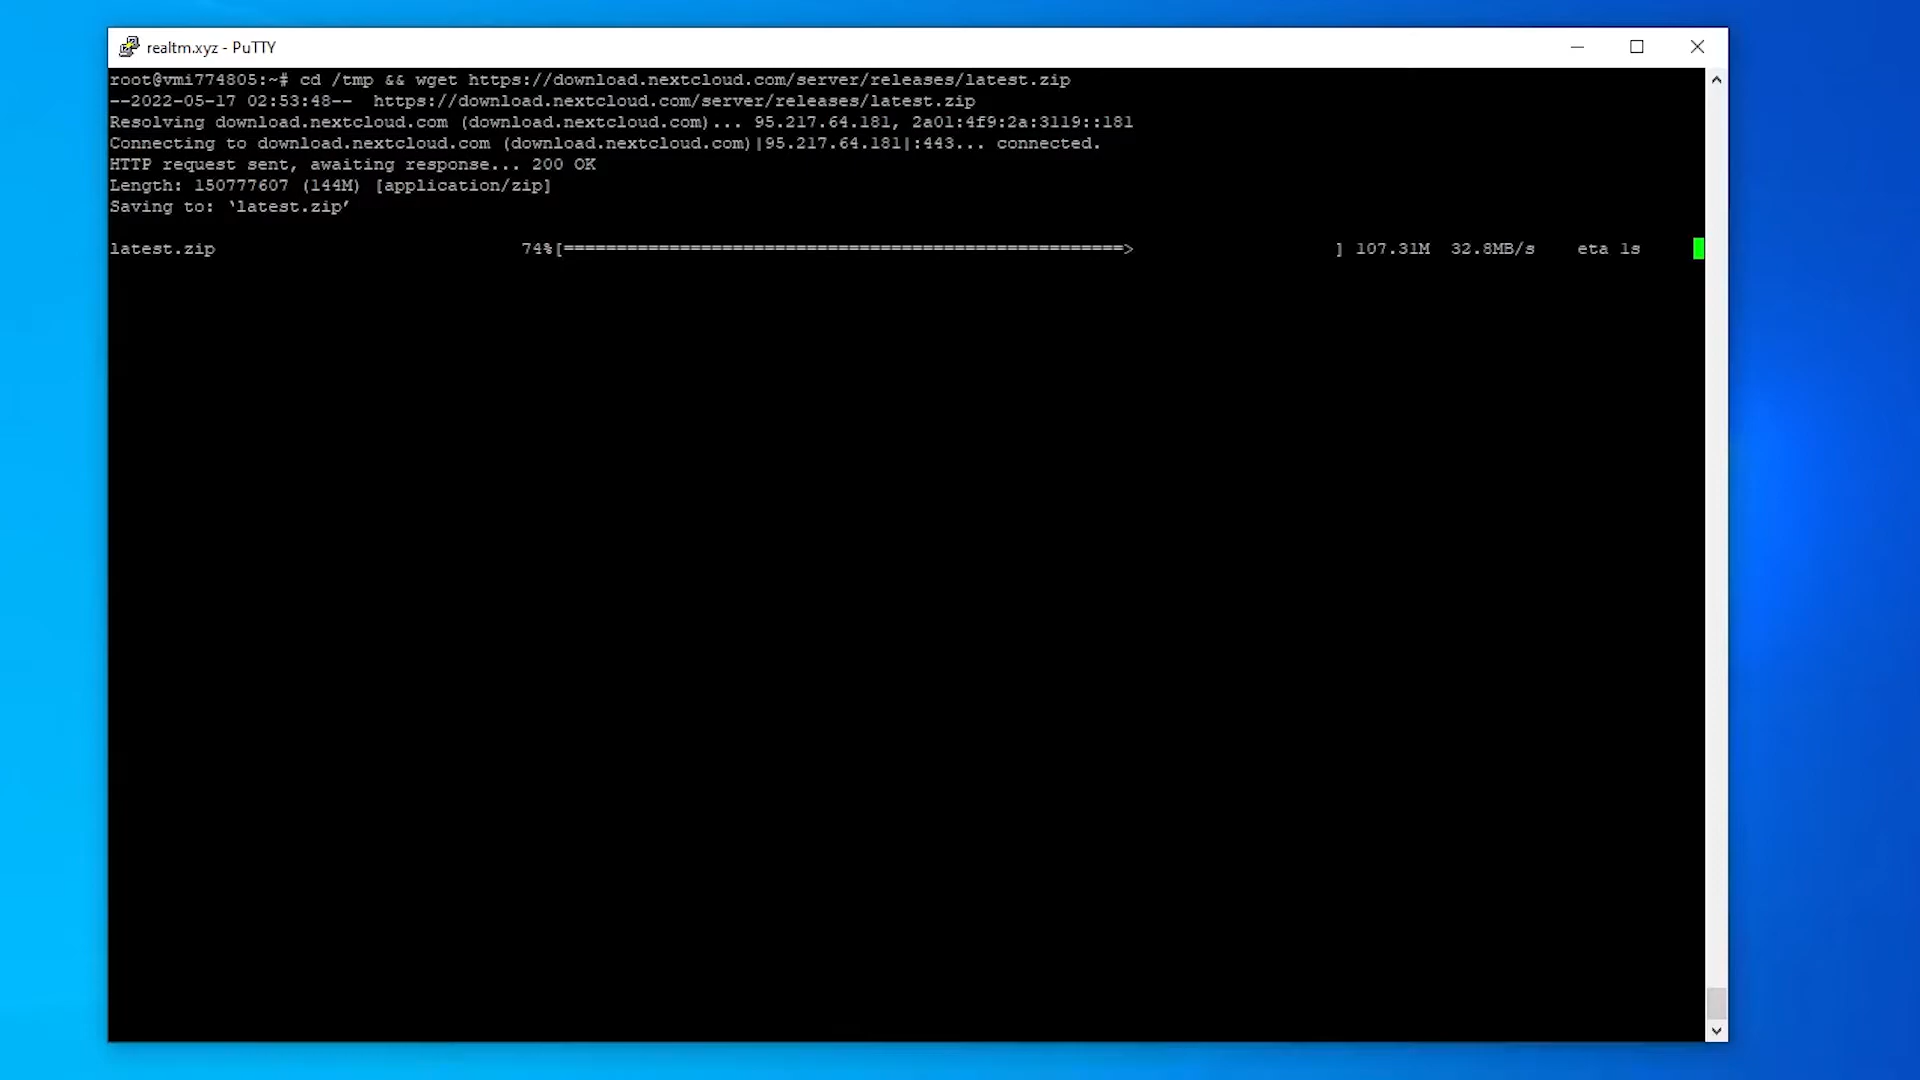 realtm.xyz - PuTTY
root@vmi774805:~# cd /tmp && wget https://download.nextcloud.com/server/releases/latest.zip
--2022-05-17 02:53:48--  https://download.nextcloud.com/server/releases/latest.zip
Resolving download.nextcloud.com (download.nextcloud.com)... 95.217.64.181, 2a01:4f9:2a:3119::181
Connecting to download.nextcloud.com (download.nextcloud.com)|95.217.64.181|:443... connected.
HTTP request sent, awaiting response... 200 OK
Length: 150777607 (144M) [application/zip]
Saving to: ‘latest.zip’
latest.zip 74%[=====================================================> ] 107.31M 32.8MB/s eta 1s